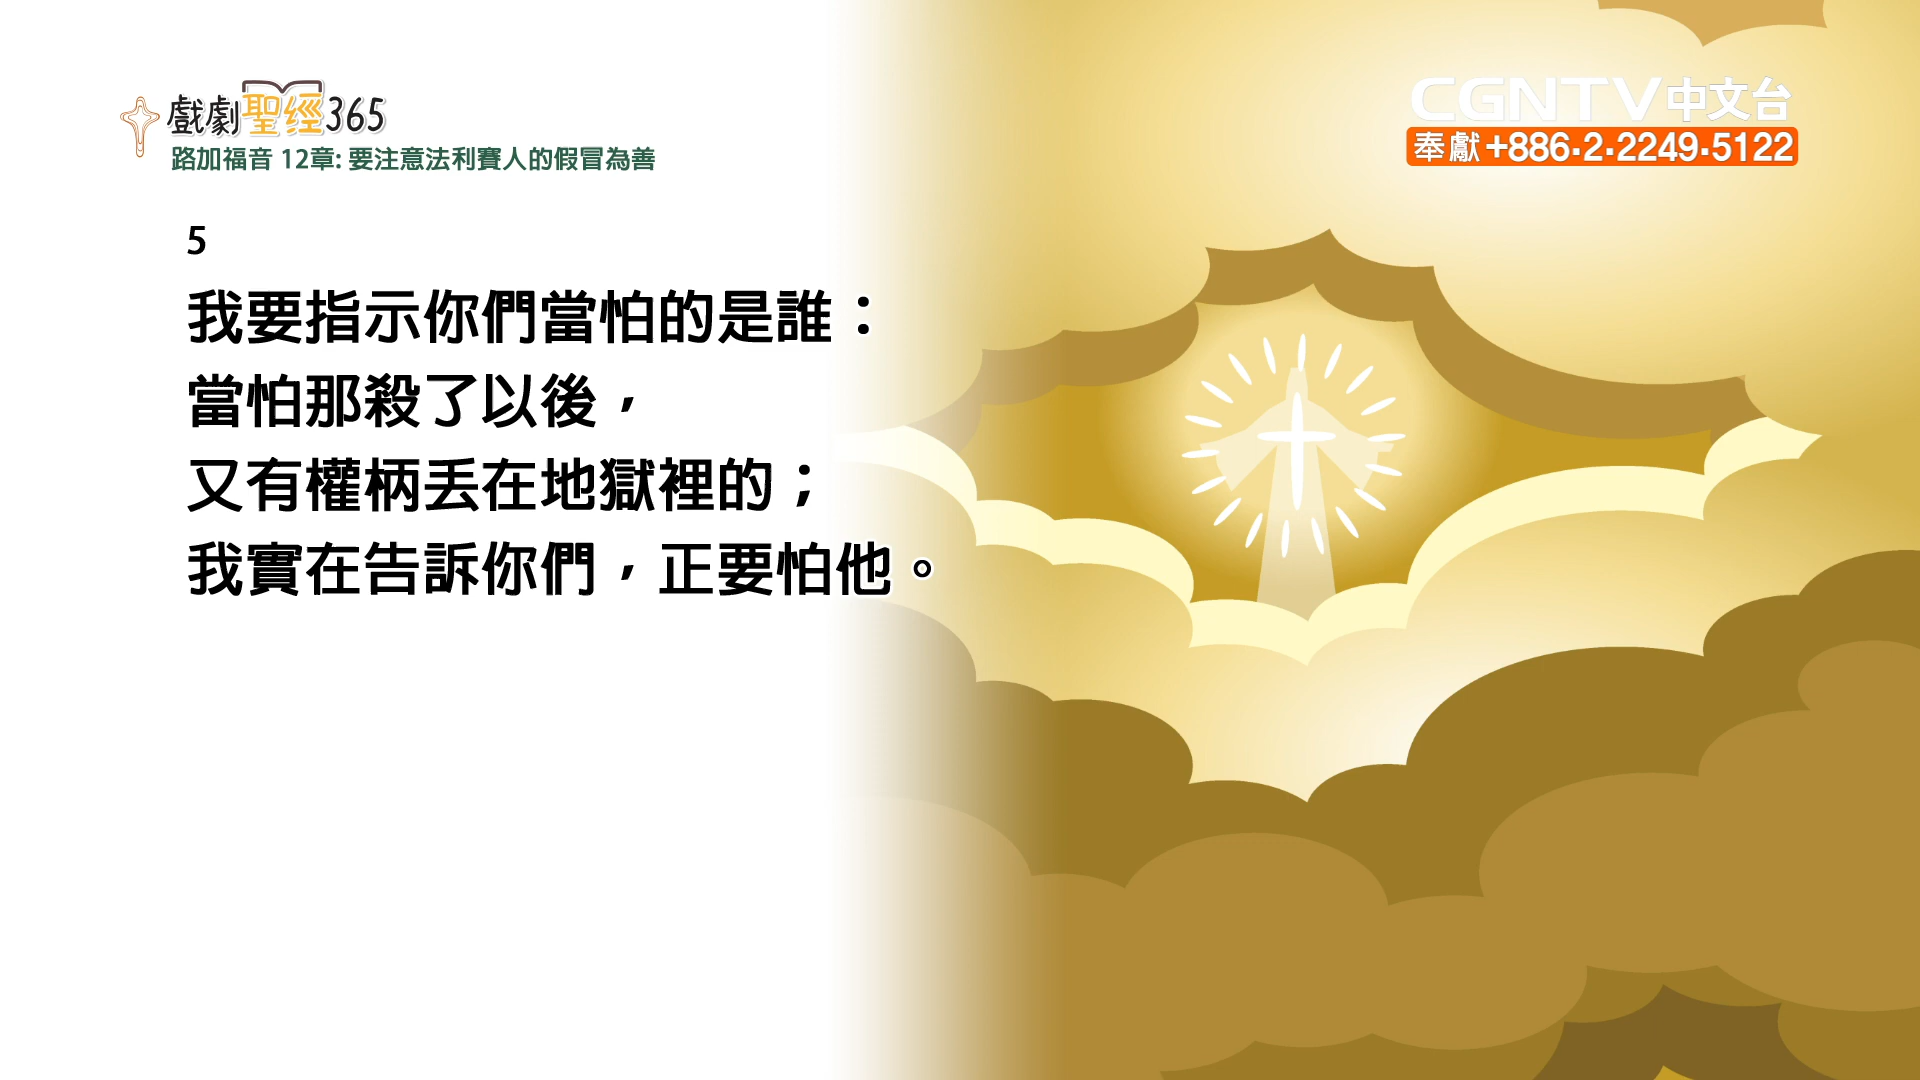 戲劇聖經365
路加福音 12章: 要注意法利賽人的假冒為善
CGNTV中文台
奉獻 +886·2·2249·5122
5
我要指示你們當怕的是誰：
當怕那殺了以後，
又有權柄丟在地獄裡的；
我實在告訴你們，正要怕他。